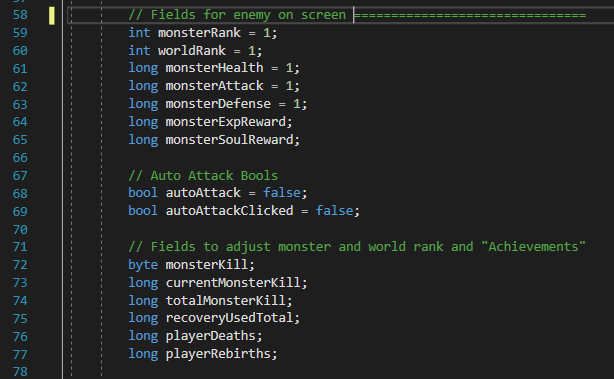 58 // Fields for enemy on screen ===============================
59 int monsterRank = 1;
60 int worldRank = 1;
61 long monsterHealth = 1;
62 long monsterAttack = 1;
63 long monsterDefense = 1;
64 long monsterExpReward;
65 long monsterSoulReward;
66
67 // Auto Attack Bools
68 bool autoAttack = false;
69 bool autoAttackClicked = false;
70
71 // Fields to adjust monster and world rank and "Achievements"
72 byte monsterKill;
73 long currentMonsterKill;
74 long totalMonsterKill;
75 long recoveryUsedTotal;
76 long playerDeaths;
77 long playerRebirths;
78